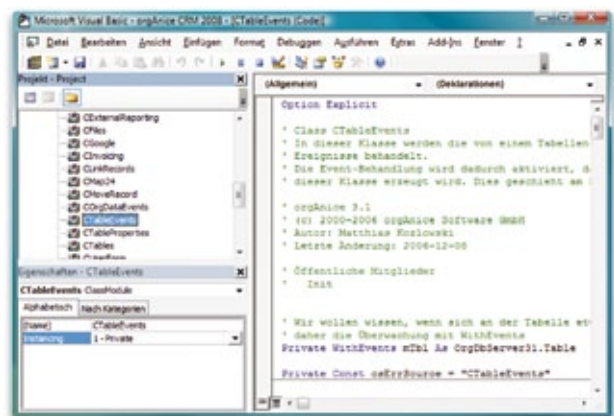 Microsoft Visual Basic - orgAnice CRM 2008 - [CTableEvents (Code)]
Datei Bearbeiten Ansicht Einfügen Format Debuggen Ausführen Extras Add-Ins Fenster ?
Projekt - Project
CExternalReporting
CFiles
CGoogle
CInvoicing
CLinkRecords
CMap24
CMoveRecord
COrgDataEvents
CTableEvents
CTableProperties
CTables
Eigenschaften - CTableEvents
CTableEvents ClassModule
Alphabetisch Nach Kategorien
(Name) CTableEvents
Instancing 1 - Private
(Allgemein) (Deklarationen)
Option Explicit
' Class CTableEvents
' In dieser Klasse werden die von einem Tabellen
' Ereignisse behandelt.
' Die Event-Behandlung wird dadurch aktiviert, da
' dieser Klasse erzeugt wird. Dies geschieht am
' orgAnice 3.1
' (c) 2000-2006 orgAnice Software GmbH
' Autor: Matthias Kozlowski
' Letzte Änderung: 2006-12-08
' Öffentliche Mitglieder
' Init
' Wir wollen wissen, wenn sich an der Tabelle etw
' daher die Überwachung mit WithEvents
Private WithEvents mTbl As OrgDbServer31.Table
Private Const csErrSource = "CTableEvents"